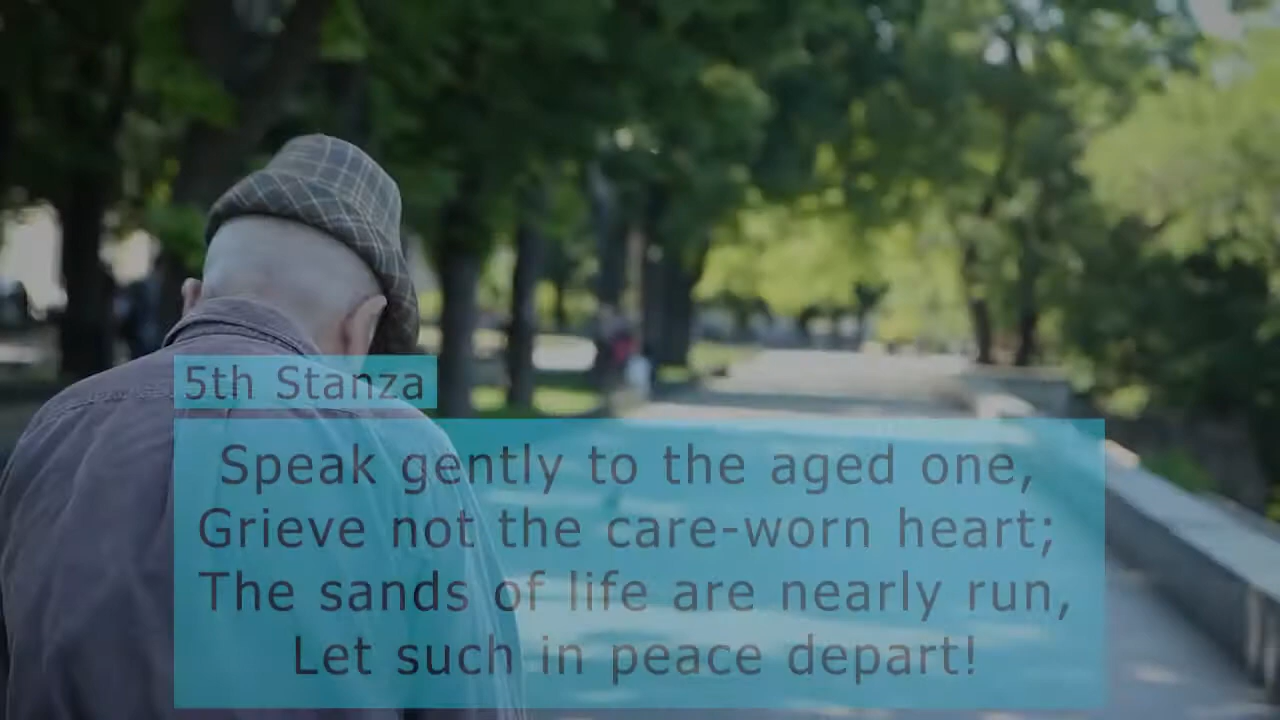 5th Stanza
Speak gently to the aged one,
Grieve not the care-worn heart;
The sands of life are nearly run,
Let such in peace depart!